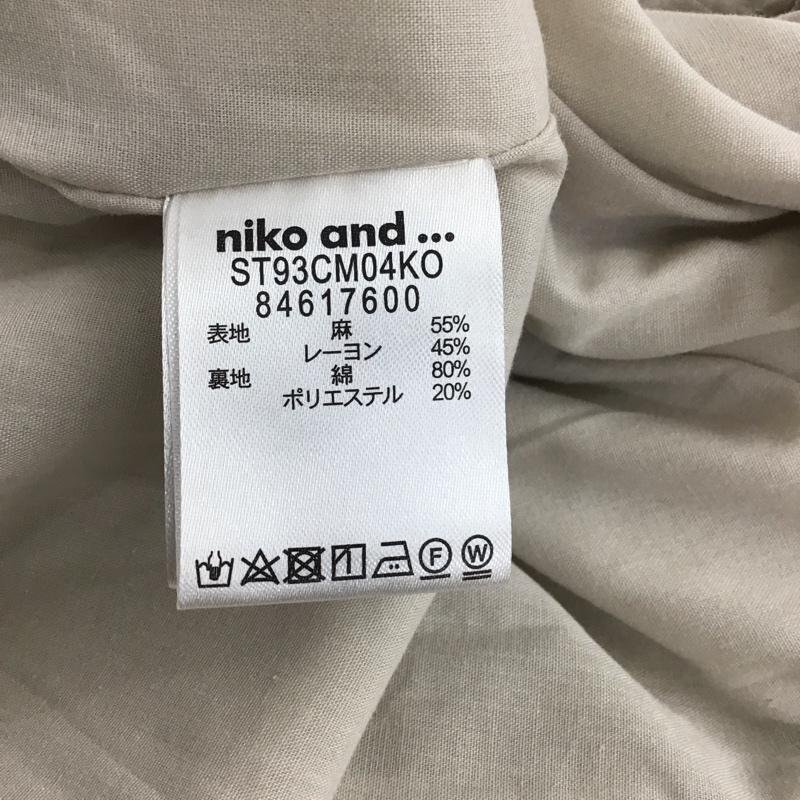 niko and ...
ST93CM04KO
84617600
表地 麻 55%
レーヨン 45%
裏地 綿 80%
ポリエステル 20%
F W